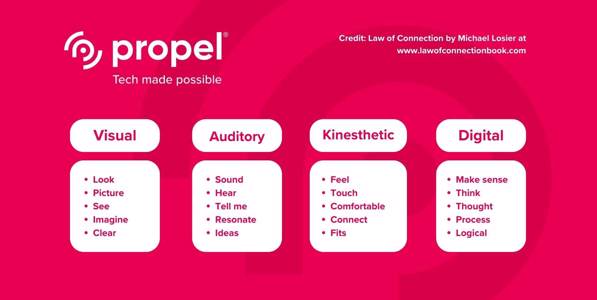 propel®
Tech made possible
Credit: Law of Connection by Michael Losier at
www.lawofconnectionbook.com
Visual
• Look
• Picture
• See
• Imagine
• Clear
Auditory
• Sound
• Hear
• Tell me
• Resonate
• Ideas
Kinesthetic
• Feel
• Touch
• Comfortable
• Connect
• Fits
Digital
• Make sense
• Think
• Thought
• Process
• Logical